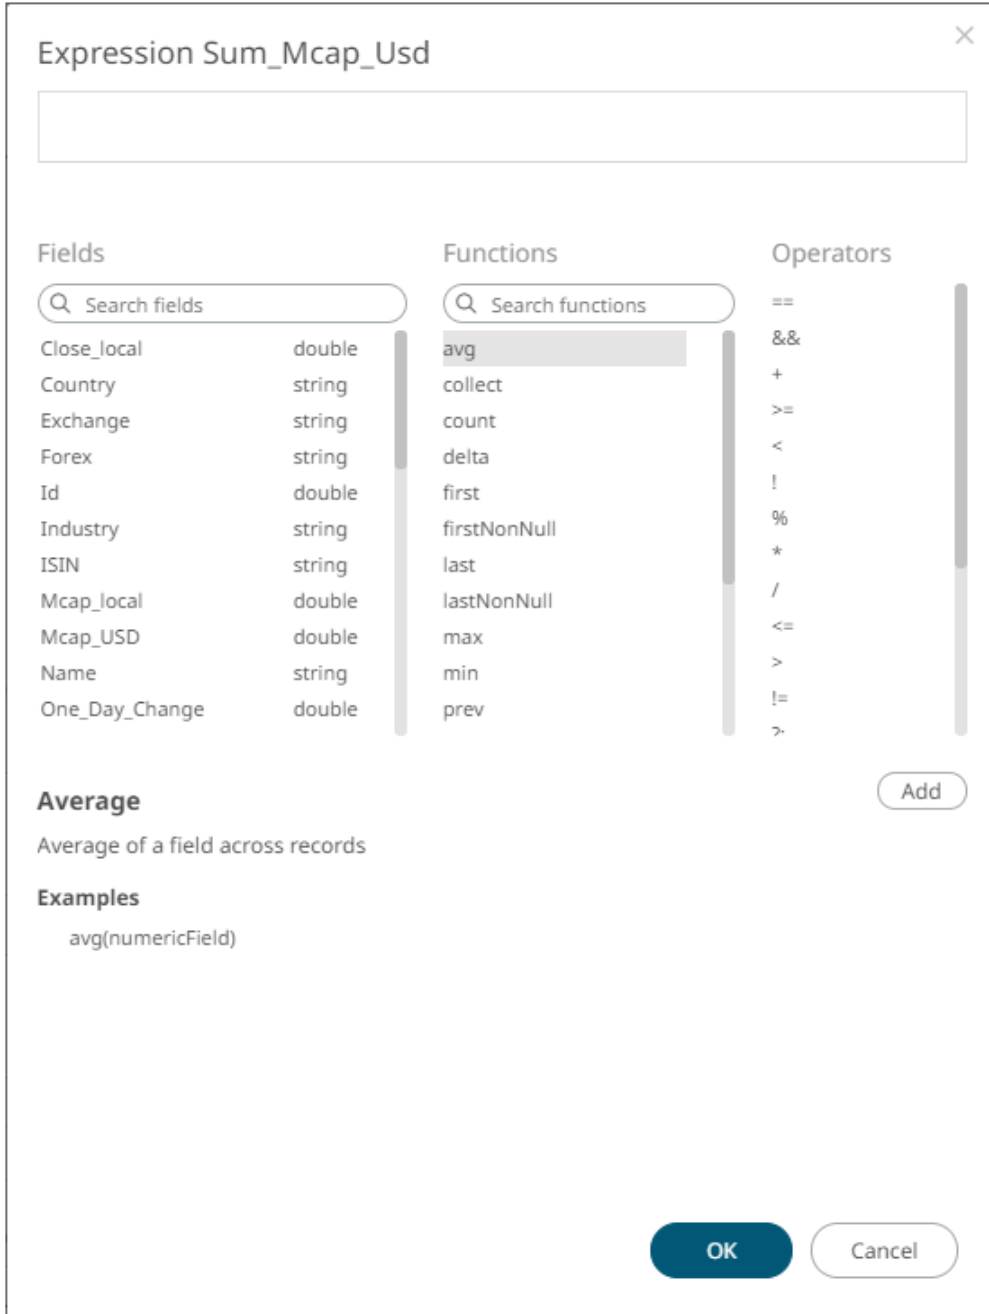 Expression Sum_Mcap_Usd
Fields
Search fields
Close_local double
Country string
Exchange string
Forex string
Id double
Industry string
ISIN string
Mcap_local double
Mcap_USD double
Name string
One_Day_Change double
Functions
Search functions
avg
collect
count
delta
first
firstNonNull
last
lastNonNull
max
min
prev
Operators
==
&&
+
>=
<
!
%
*
/
<=
>
!=
Add
Average
Average of a field across records
Examples
avg(numericField)
OK Cancel